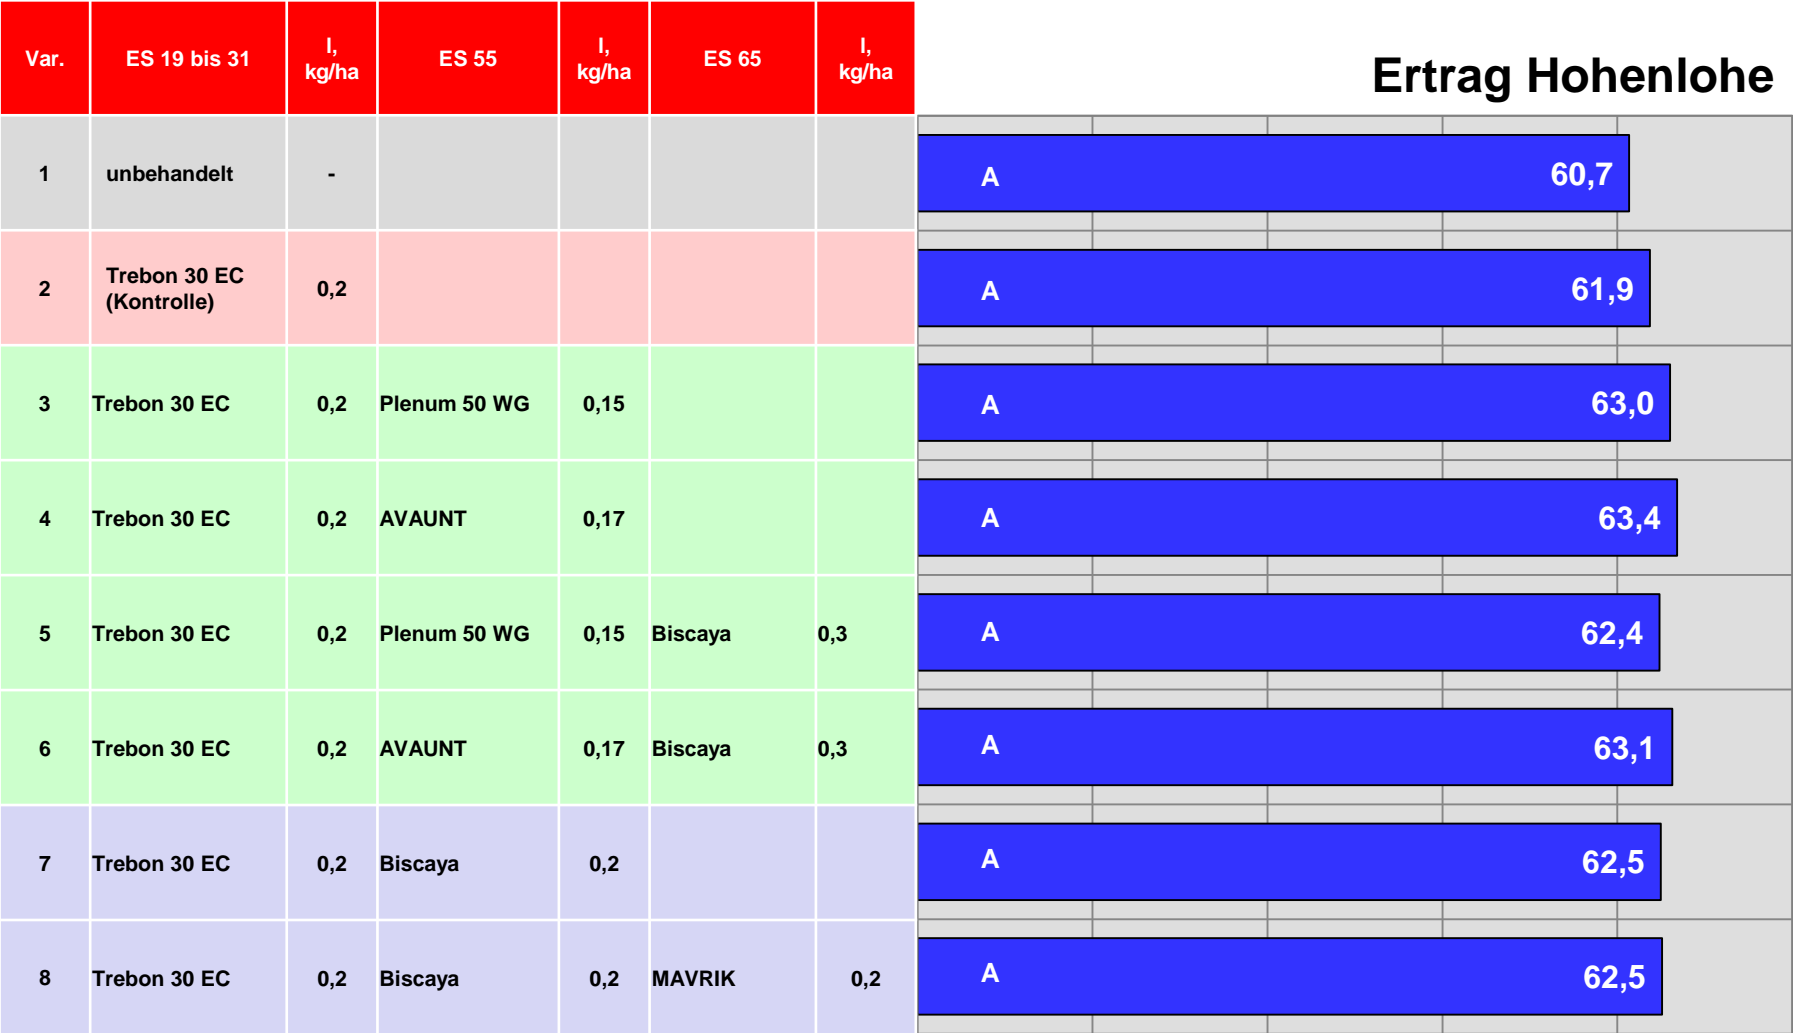 Var. ES 19 bis 31 l, kg/ha ES 55 l, kg/ha ES 65 l, kg/ha
Ertrag Hohenlohe
1 unbehandelt - A 60,7
2 Trebon 30 EC (Kontrolle) 0,2 A 61,9
3 Trebon 30 EC 0,2 Plenum 50 WG 0,15 A 63,0
4 Trebon 30 EC 0,2 AVAUNT 0,17 A 63,4
5 Trebon 30 EC 0,2 Plenum 50 WG 0,15 Biscaya 0,3 A 62,4
6 Trebon 30 EC 0,2 AVAUNT 0,17 Biscaya 0,3 A 63,1
7 Trebon 30 EC 0,2 Biscaya 0,2 A 62,5
8 Trebon 30 EC 0,2 Biscaya 0,2 MAVRIK 0,2 A 62,5